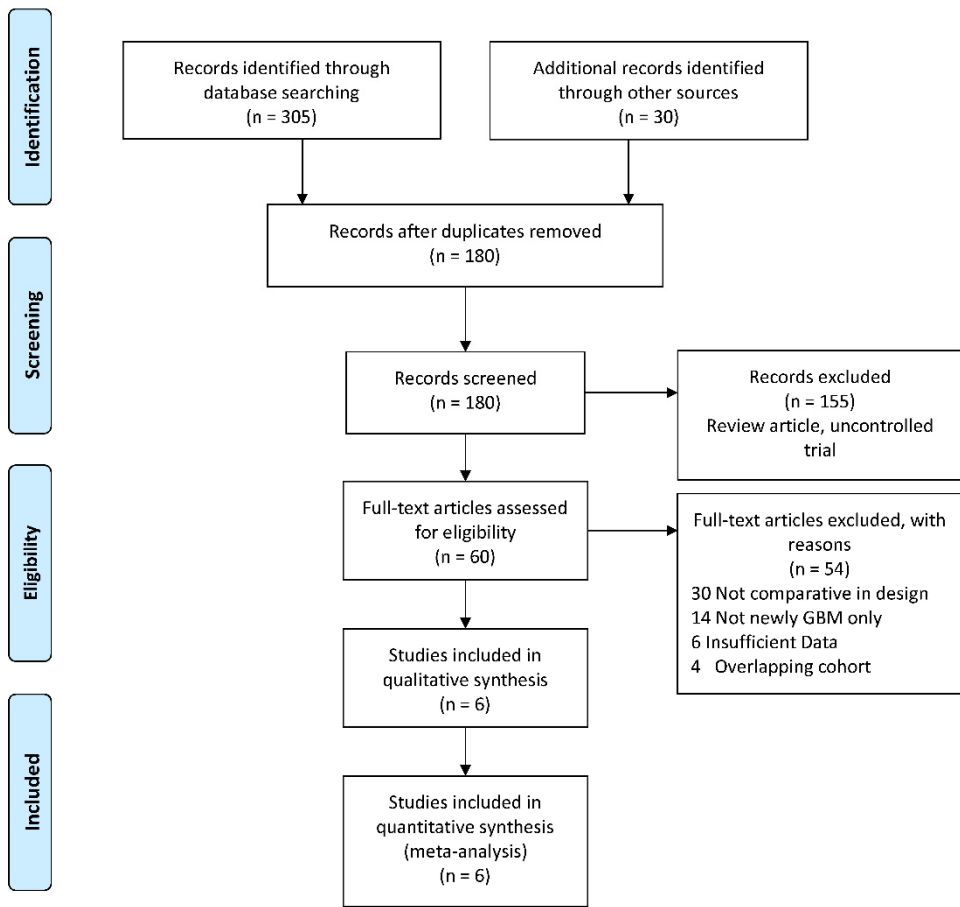 Identification
Records identified through
database searching
(n = 305)
Additional records identified
through other sources
(n = 30)
Records after duplicates removed
(n = 180)
Screening
Records screened
(n = 180)
Records excluded
(n = 155)
Review article, uncontrolled
trial
Eligibility
Full-text articles assessed
for eligibility
(n = 60)
Full-text articles excluded, with
reasons
(n = 54)
30 Not comparative in design
14 Not newly GBM only
6 Insufficient Data
4 Overlapping cohort
Studies included in
qualitative synthesis
(n = 6)
Included
Studies included in
quantitative synthesis
(meta-analysis)
(n = 6)